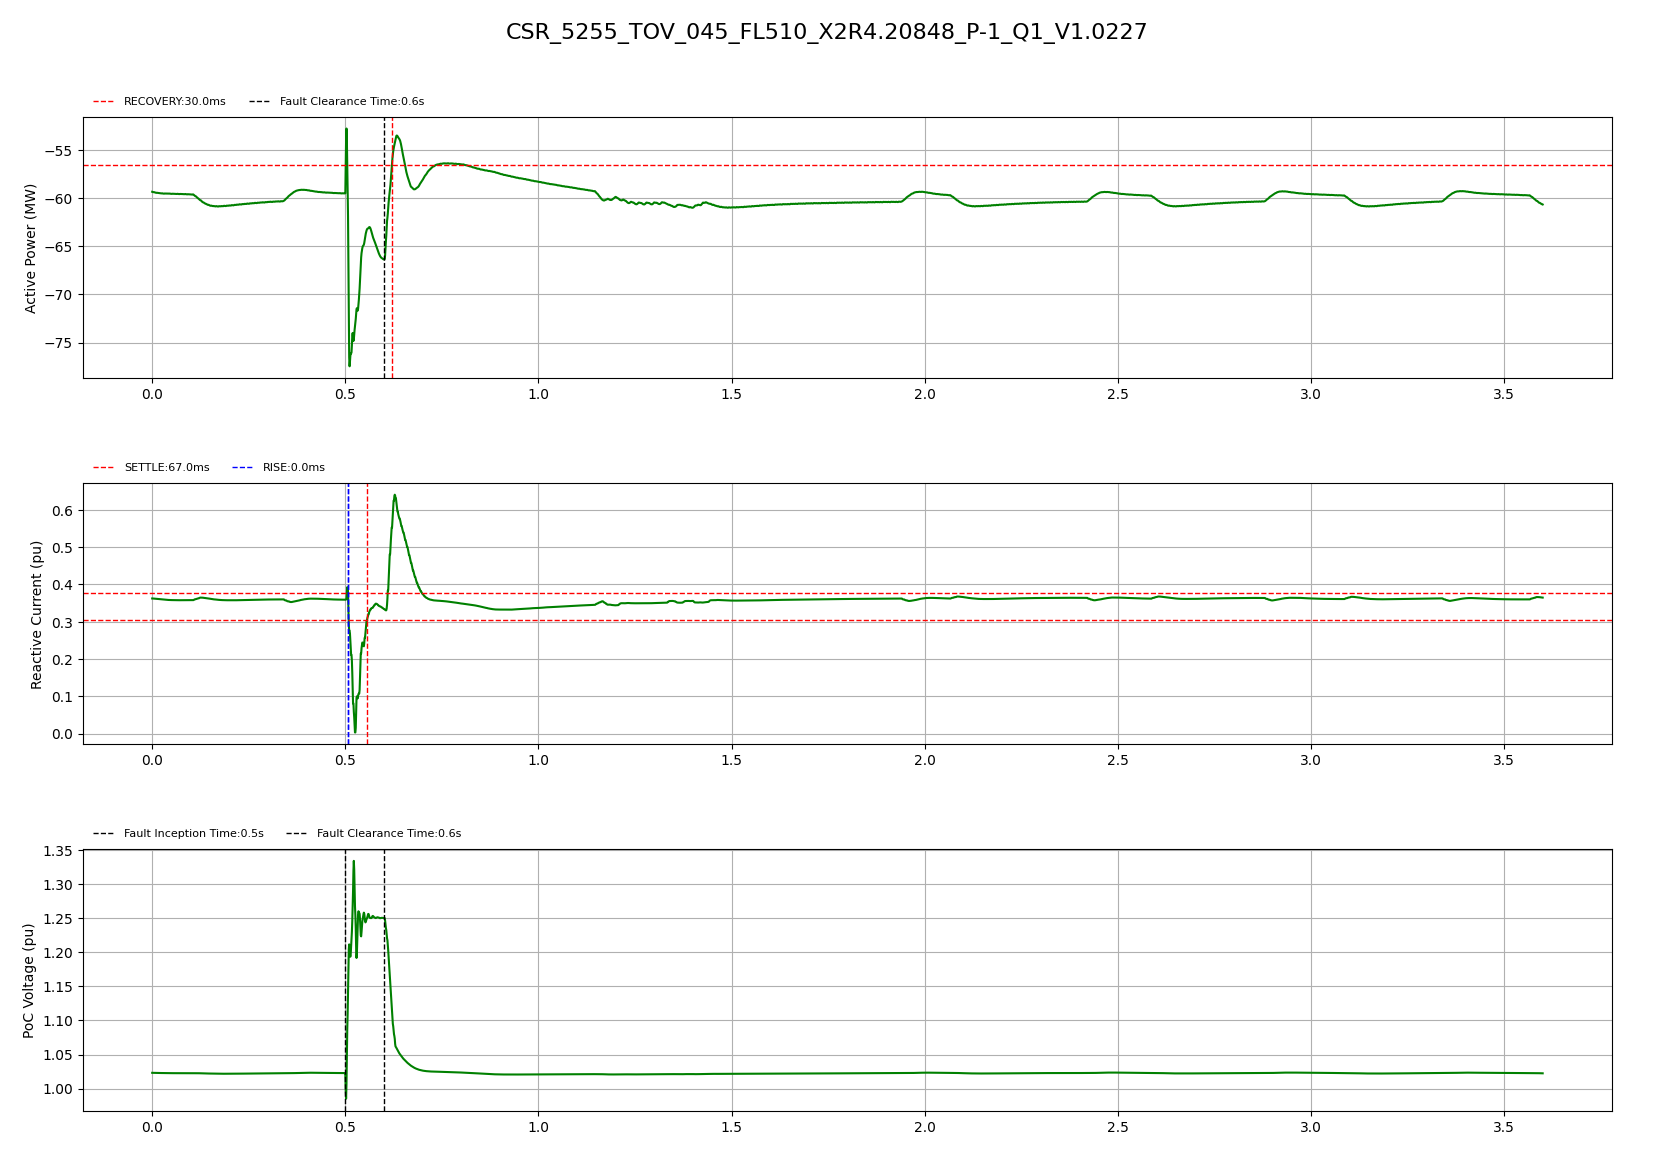 CSR_5255_TOV_045_FL510_X2R4.20848_P-1_Q1_V1.0227
RECOVERY:30.0ms Fault Clearance Time:0.6s
Active Power (MW)
−55
−60
−65
−70
−75
0.0 0.5 1.0 1.5 2.0 2.5 3.0 3.5
SETTLE:67.0ms RISE:0.0ms
Reactive Current (pu)
0.6
0.5
0.4
0.3
0.2
0.1
0.0
0.0 0.5 1.0 1.5 2.0 2.5 3.0 3.5
Fault Inception Time:0.5s Fault Clearance Time:0.6s
PoC Voltage (pu)
1.35
1.30
1.25
1.20
1.15
1.10
1.05
1.00
0.0 0.5 1.0 1.5 2.0 2.5 3.0 3.5